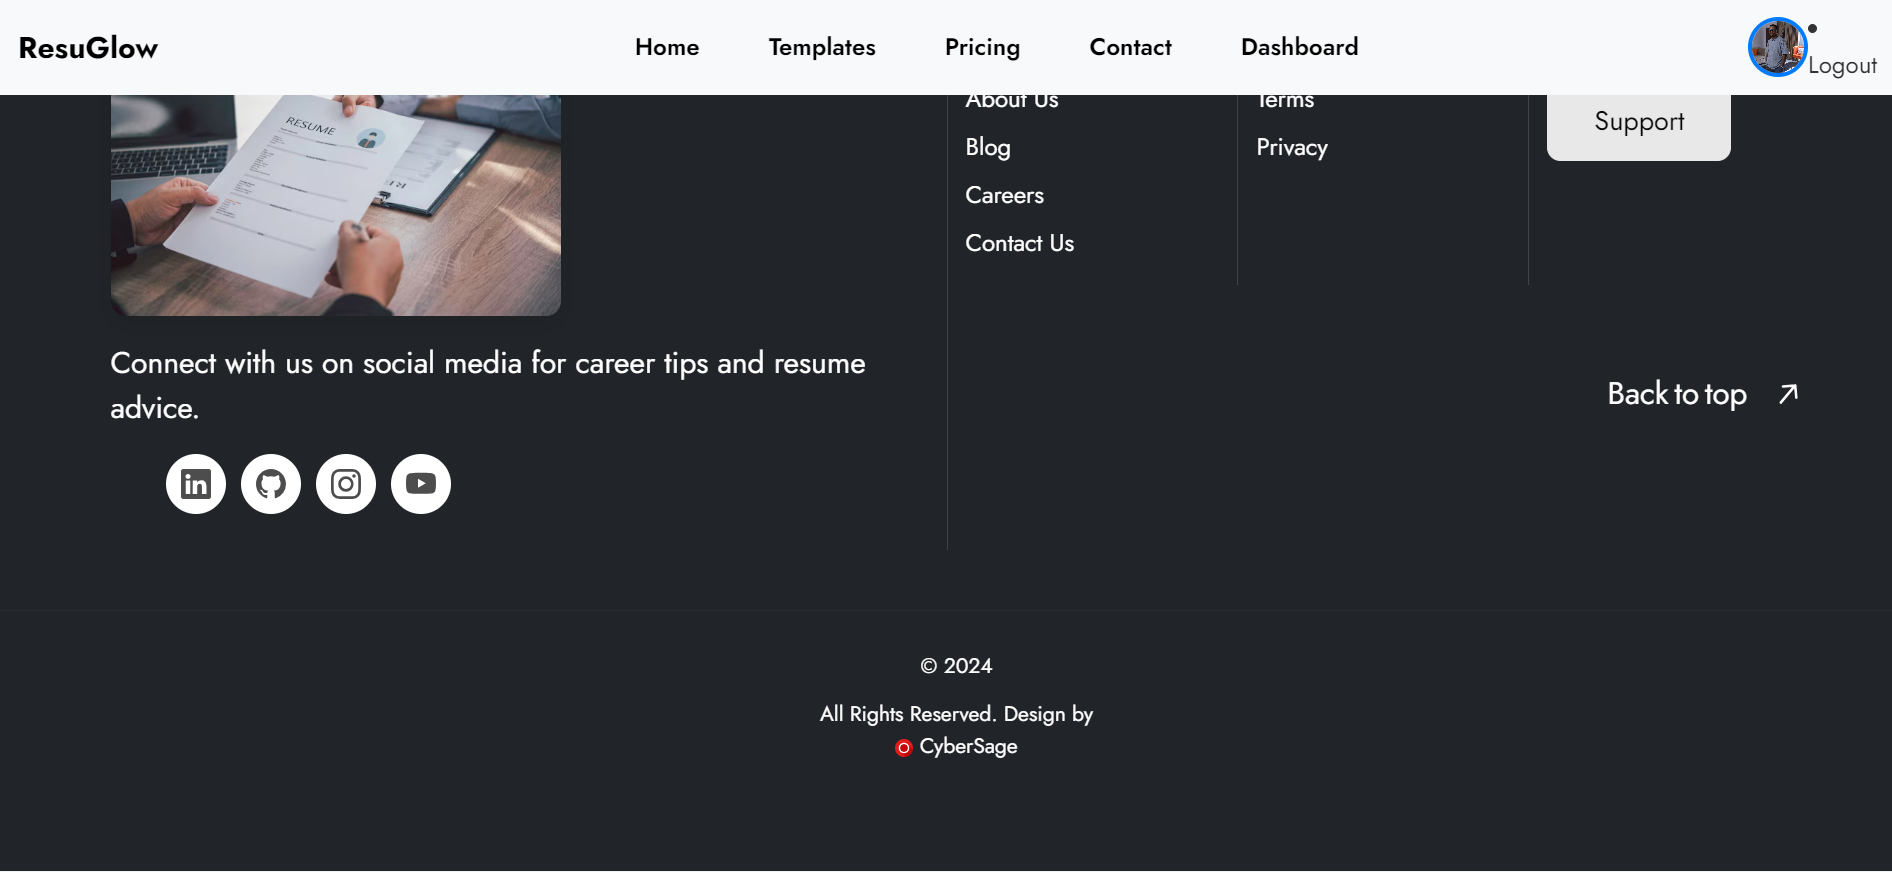 ResuGlow
Home
Templates
Pricing
Contact
Dashboard
Logout
RESUME
About Us
Blog
Careers
Contact Us
Terms
Privacy
Support
Connect with us on social media for career tips and resume
advice.
in
Back to top
© 2024
All Rights Reserved. Design by
CyberSage